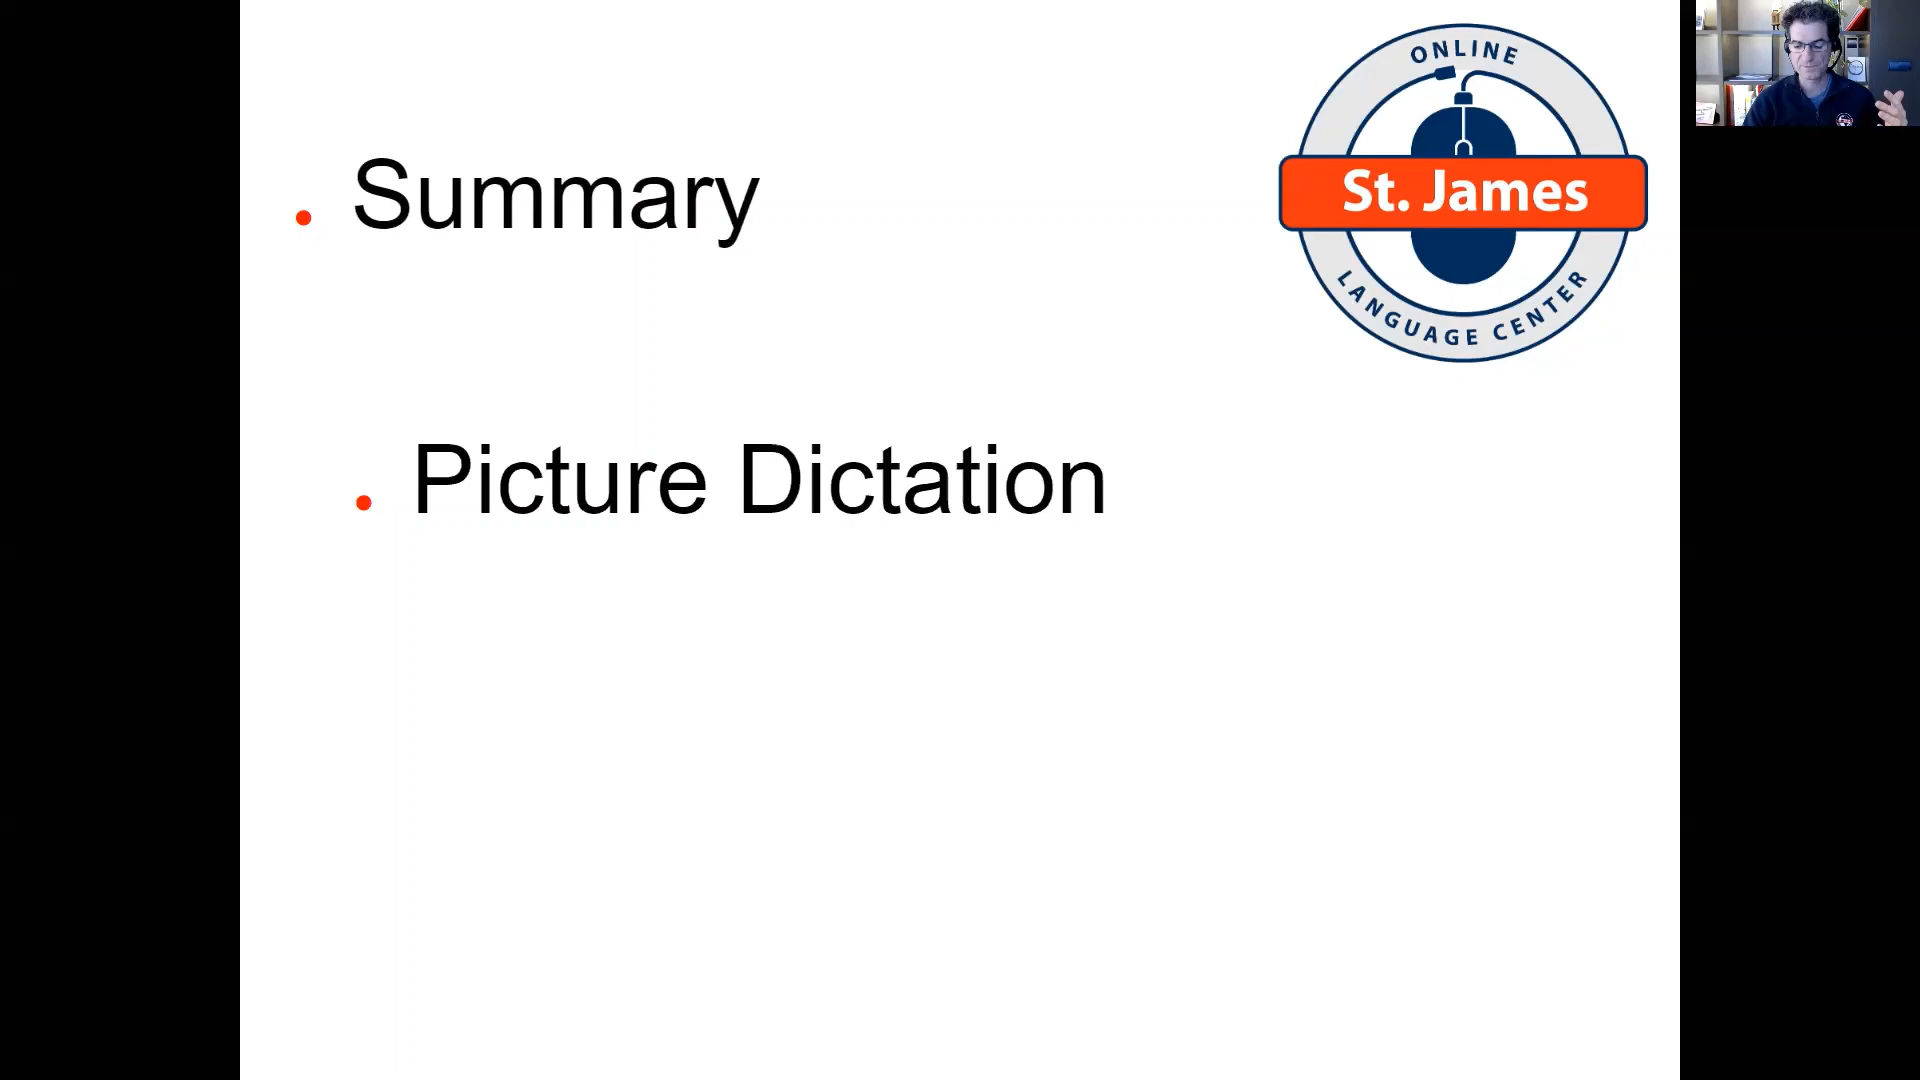 Summary
Picture Dictation
ONLINE
St. James
LANGUAGE CENTER